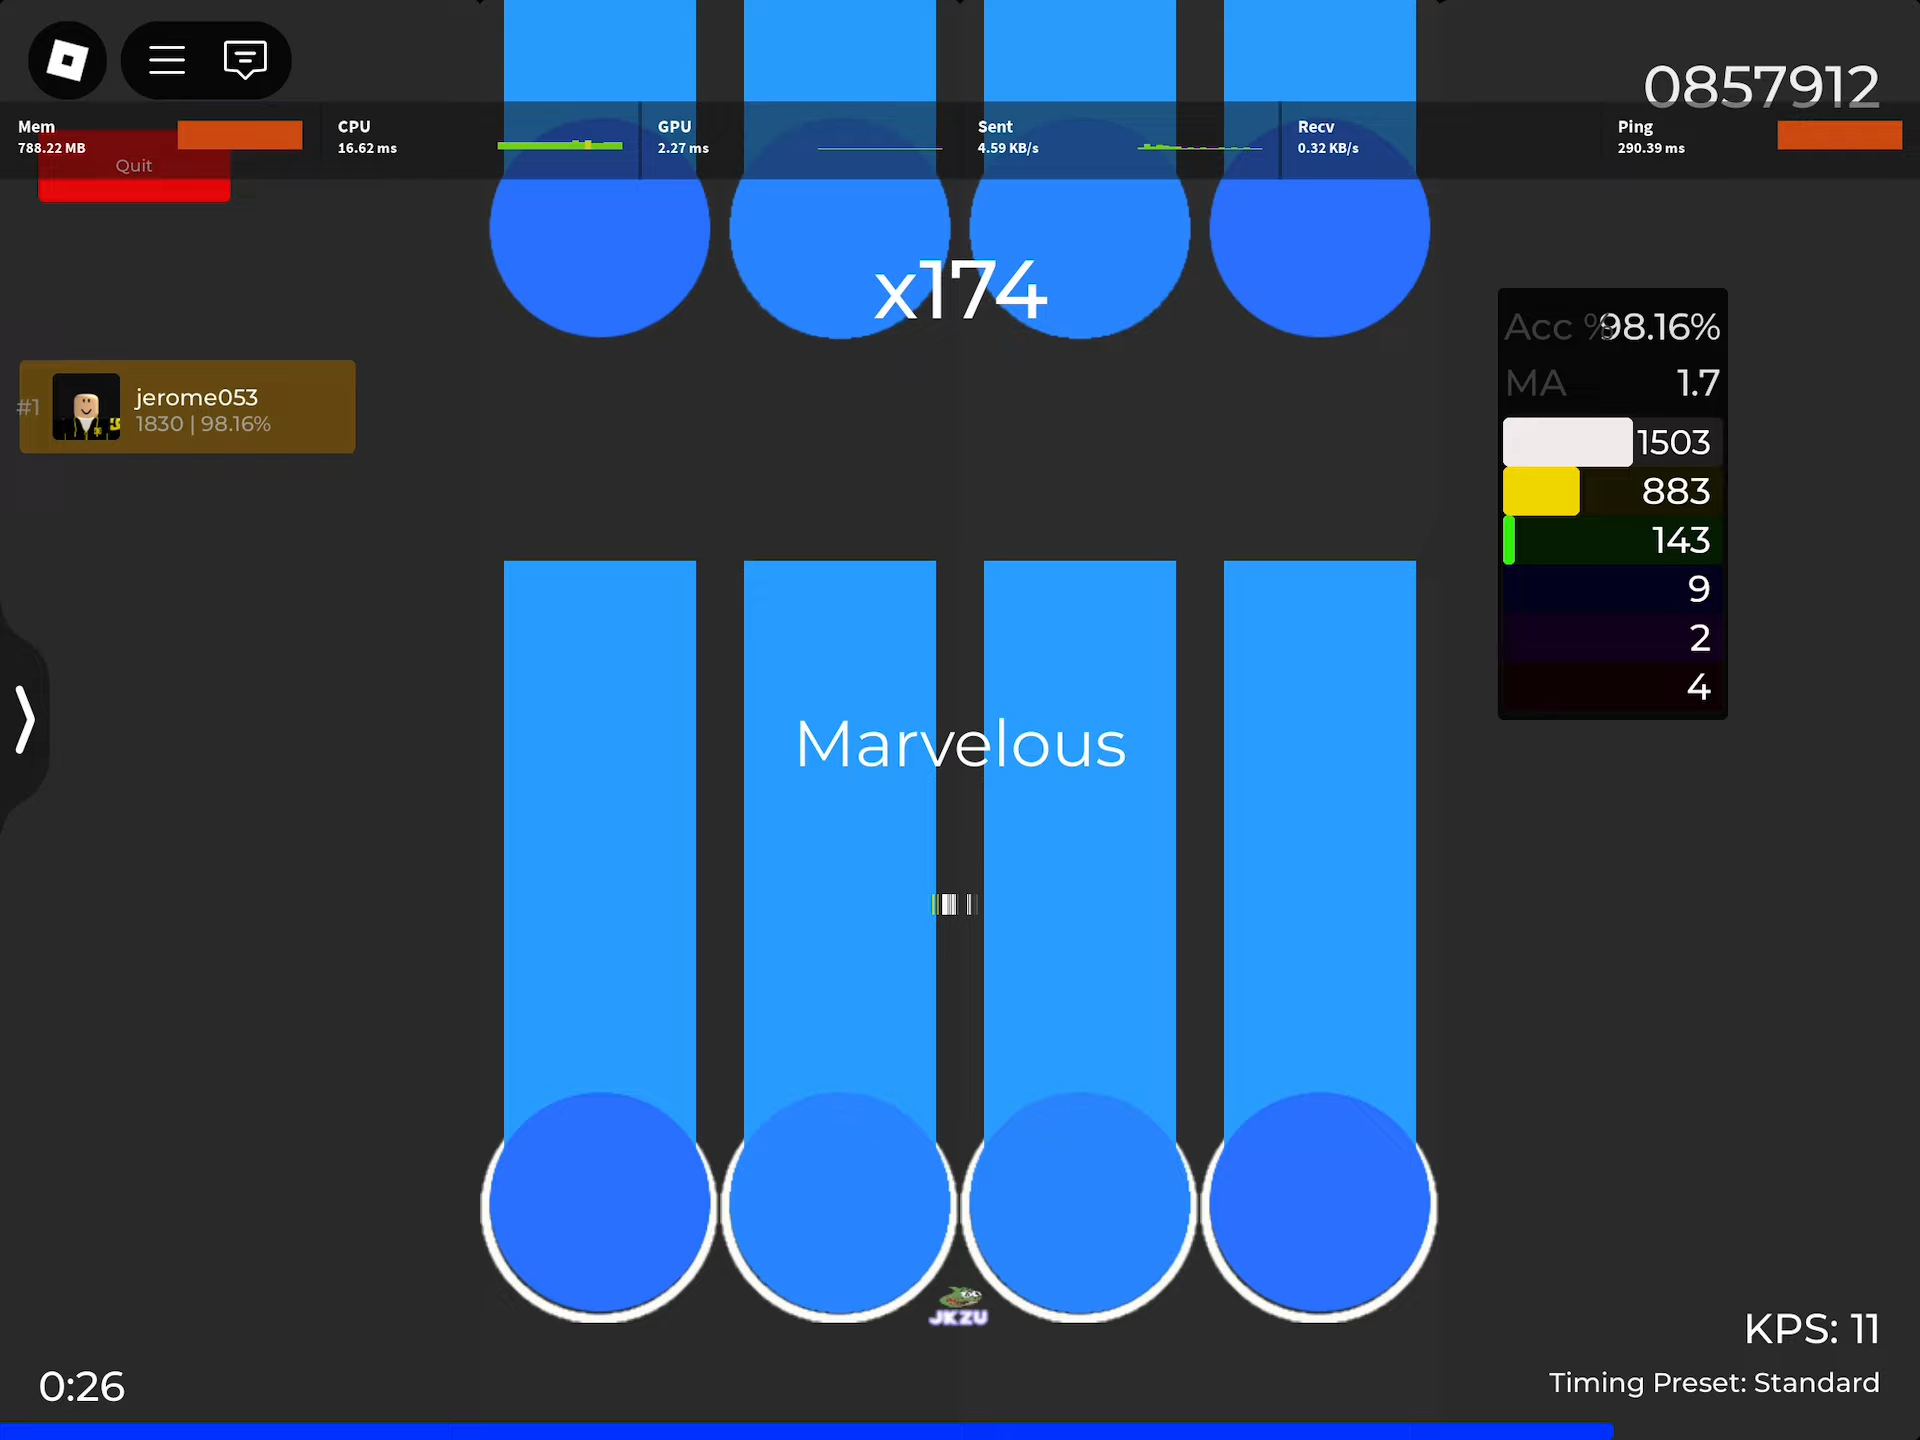 0857912
Mem
788.22 MB
CPU
16.62 ms
GPU
2.27 ms
Sent
4.59 KB/s
Recv
0.32 KB/s
Ping
290.39 ms
Quit
x174
Acc % 98.16%
MA 1.7
1503
883
143
9
2
4
#1
jerome053
1830 | 98.16%
Marvelous
JKZU
KPS: 11
Timing Preset: Standard
0:26